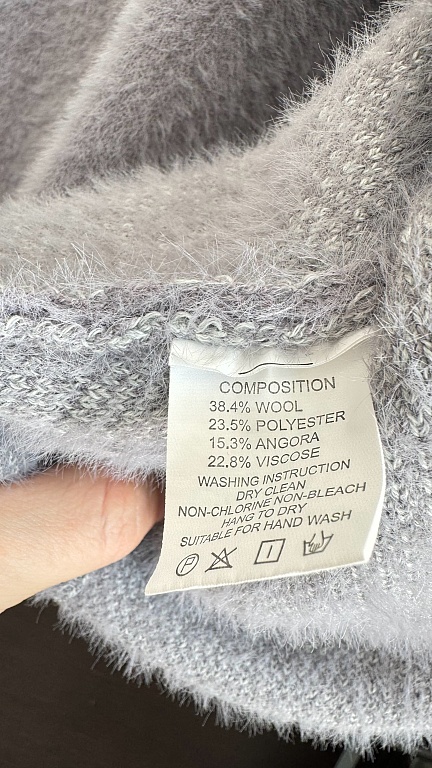 COMPOSITION
38.4% WOOL
23.5% POLYESTER
15.3% ANGORA
22.8% VISCOSE
WASHING INSTRUCTION
DRY CLEAN
NON-CHLORINE NON-BLEACH
HANG TO DRY
SUITABLE FOR HAND WASH
P